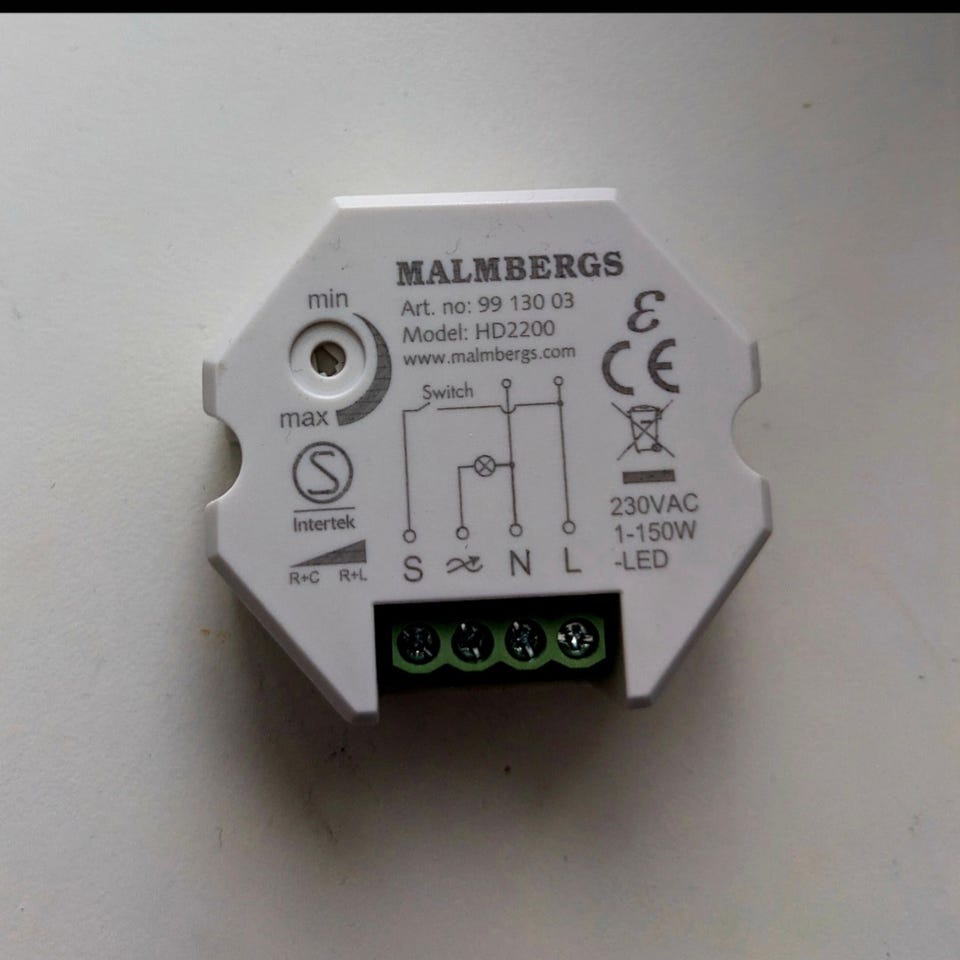 MALMBERGS
Art. no: 99 130 03
Model: HD2200
www.malmbergs.com
min
max
Switch
S
Intertek
R+C R+L
S N L
ε
CE
230VAC
1-150W
-LED